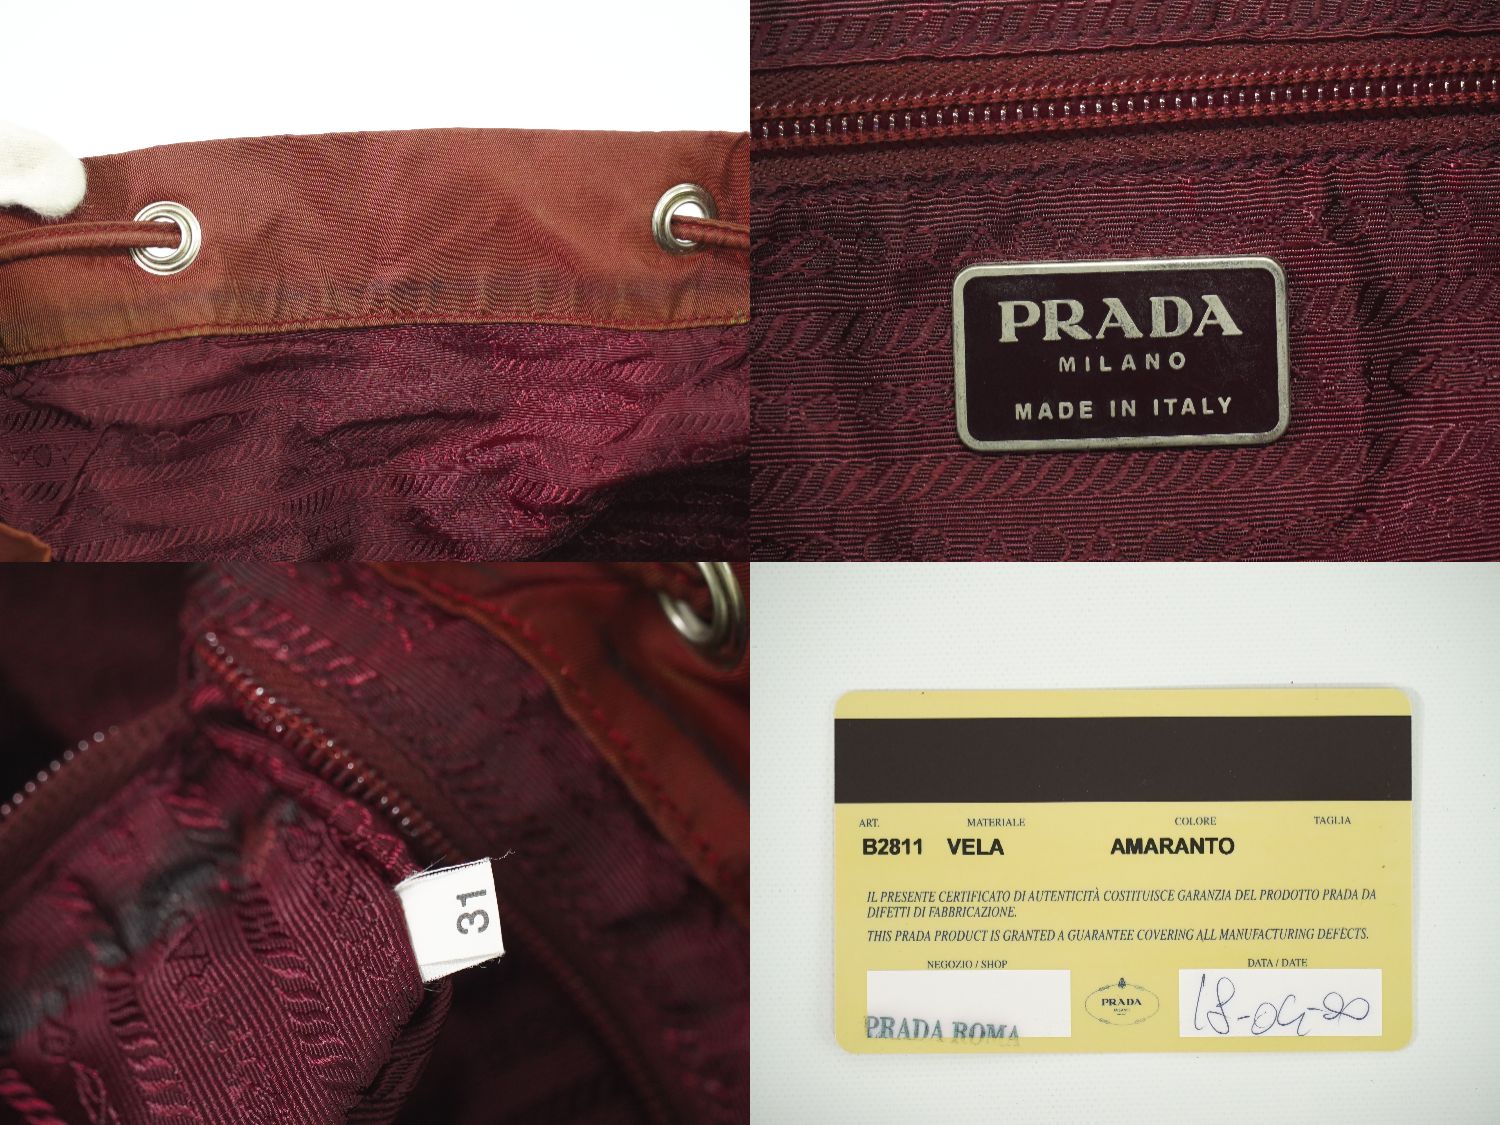 PRADA
MILANO
MADE IN ITALY
31
ART. MATERIALE COLORE TAGLIA
B2811 VELA AMARANTO
IL PRESENTE CERTIFICATO DI AUTENTICITÀ COSTITUISCE GARANZIA DEL PRODOTTO PRADA DA
DIFETTI DI FABBRICAZIONE.
THIS PRADA PRODUCT IS GRANTED A GUARANTEE COVERING ALL MANUFACTURING DEFECTS.
NEGOZIO / SHOP DATA / DATE
PRADA ROMA
PRADA
MILANO
18-04-20